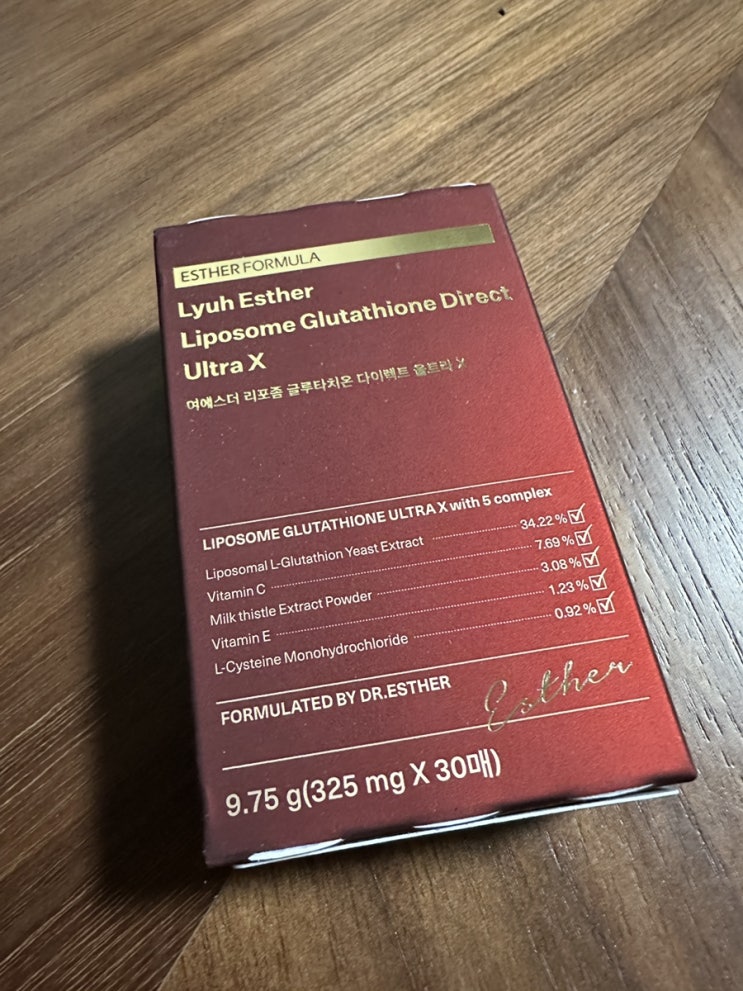 ESTHER FORMULA
Lyuh Esther
Liposome Glutathione Direct
Ultra X
여에스더 리포좀 글루타치온 다이렉트 울트라 X
LIPOSOME GLUTATHIONE ULTRA X with 5 complex
Liposomal L-Glutathion Yeast Extract 34.22 %
Vitamin C 7.69 %
Milk thistle Extract Powder 3.08 %
Vitamin E 1.23 %
L-Cysteine Monohydrochloride 0.92 %
FORMULATED BY DR.ESTHER
Esther
9.75 g(325 mg X 30매)